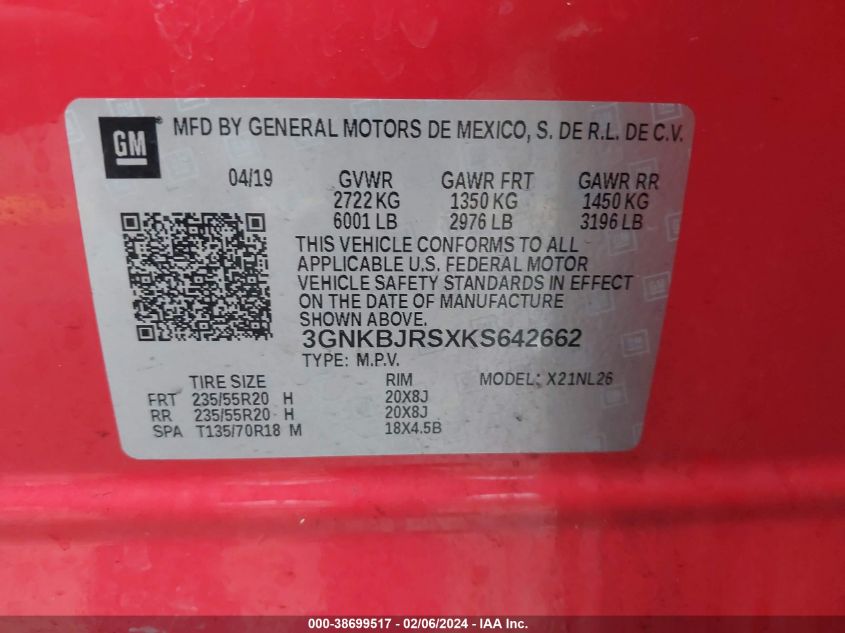 GM ® MFD BY GENERAL MOTORS DE MEXICO, S. DE R.L. DE C.V.
04/19 GVWR GAWR FRT GAWR RR
2722 KG 1350 KG 1450 KG
6001 LB 2976 LB 3196 LB
THIS VEHICLE CONFORMS TO ALL
APPLICABLE U.S. FEDERAL MOTOR
VEHICLE SAFETY STANDARDS IN EFFECT
ON THE DATE OF MANUFACTURE
SHOWN ABOVE.
3GNKBJRSXKS642662
TYPE: M.P.V.
TIRE SIZE RIM MODEL: X21NL26
FRT 235/55R20 H 20X8J
RR 235/55R20 H 20X8J
SPA T135/70R18 M 18X4.5B
000-38699517 - 02/06/2024 - IAA Inc.